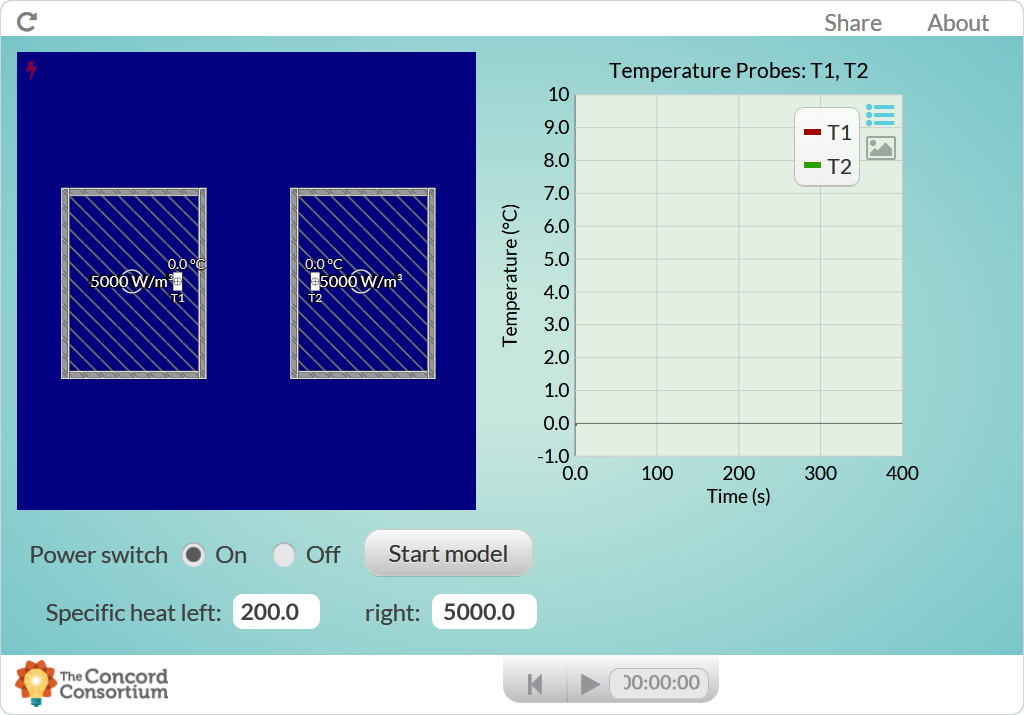 Share About
Temperature Probes: T1, T2
10
9.0
8.0
7.0
6.0
5.0
4.0
3.0
2.0
1.0
0.0
-1.0
T1
T2
Temperature (°C)
0.0 100 200 300 400
Time (s)
0.0 °C
5000 W/m³
T1
0.0 °C
5000 W/m³
T2
Power switch On Off Start model
Specific heat left: 200.0 right: 5000.0
The Concord
Consortium
00:00:00